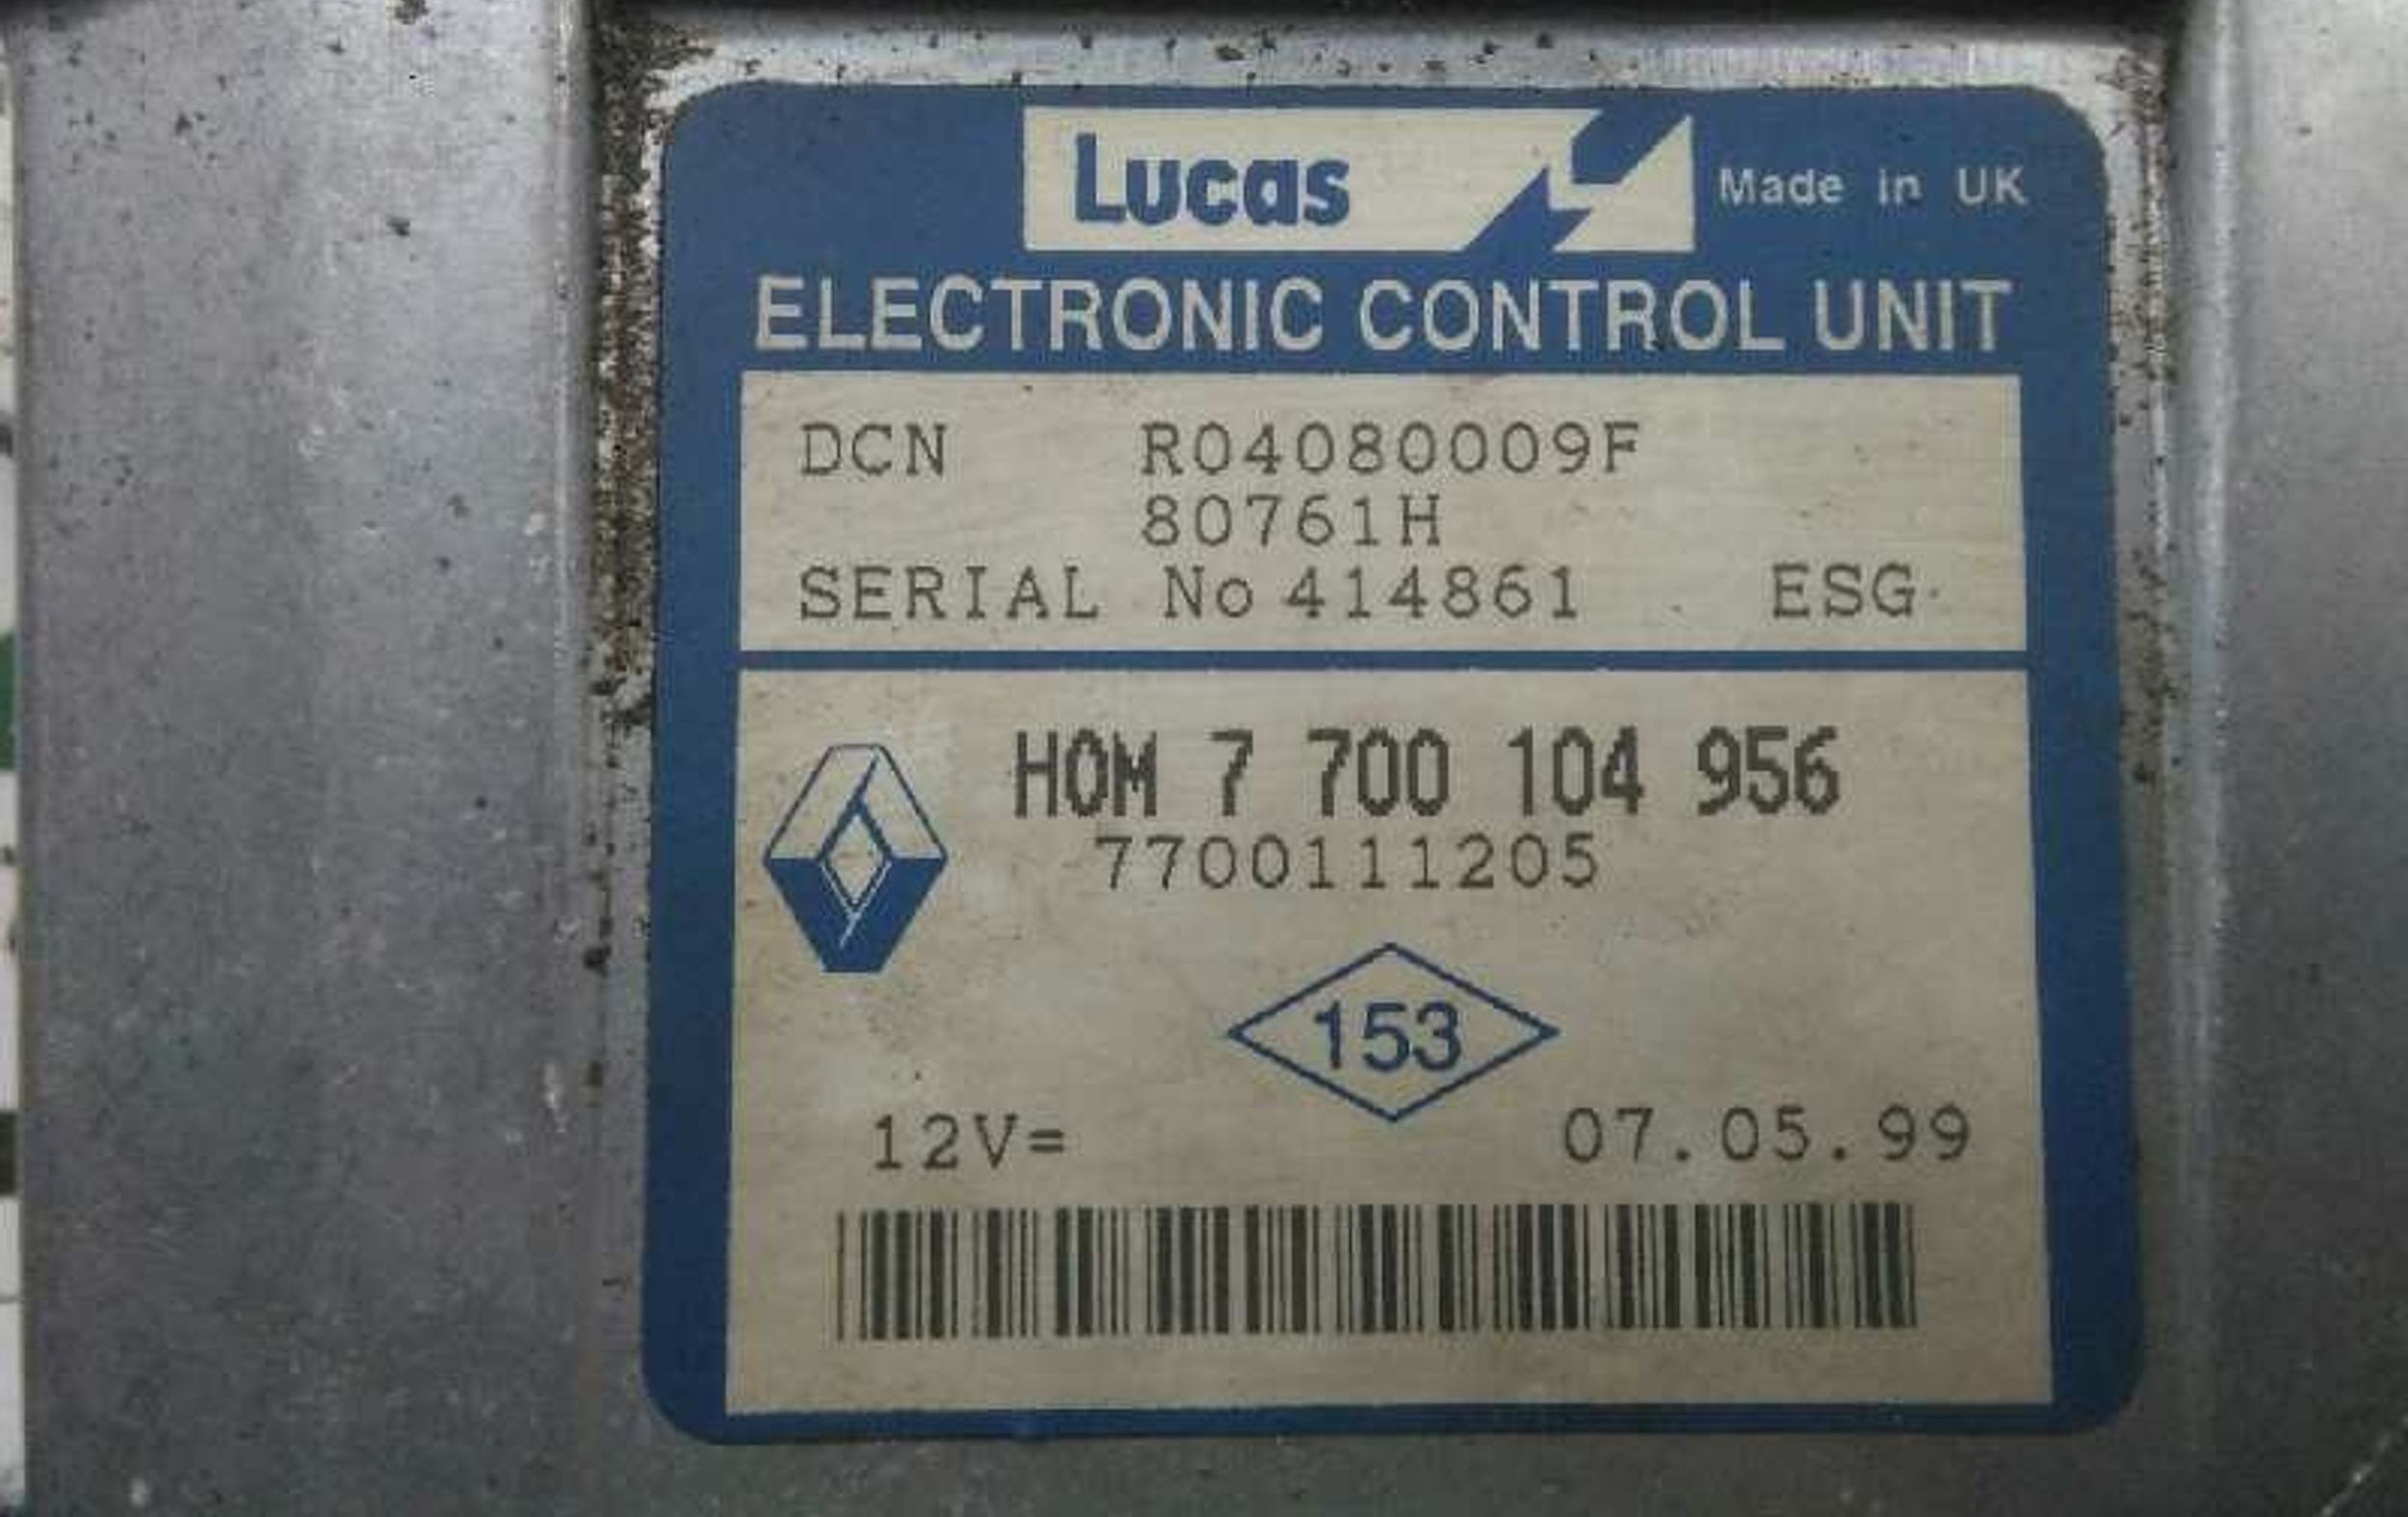 Lucas Made in UK
ELECTRONIC CONTROL UNIT
DCN R04080009F
80761H
SERIAL No 414861 ESG
HOM 7 700 104 956
7700111205
153
12V= 07.05.99